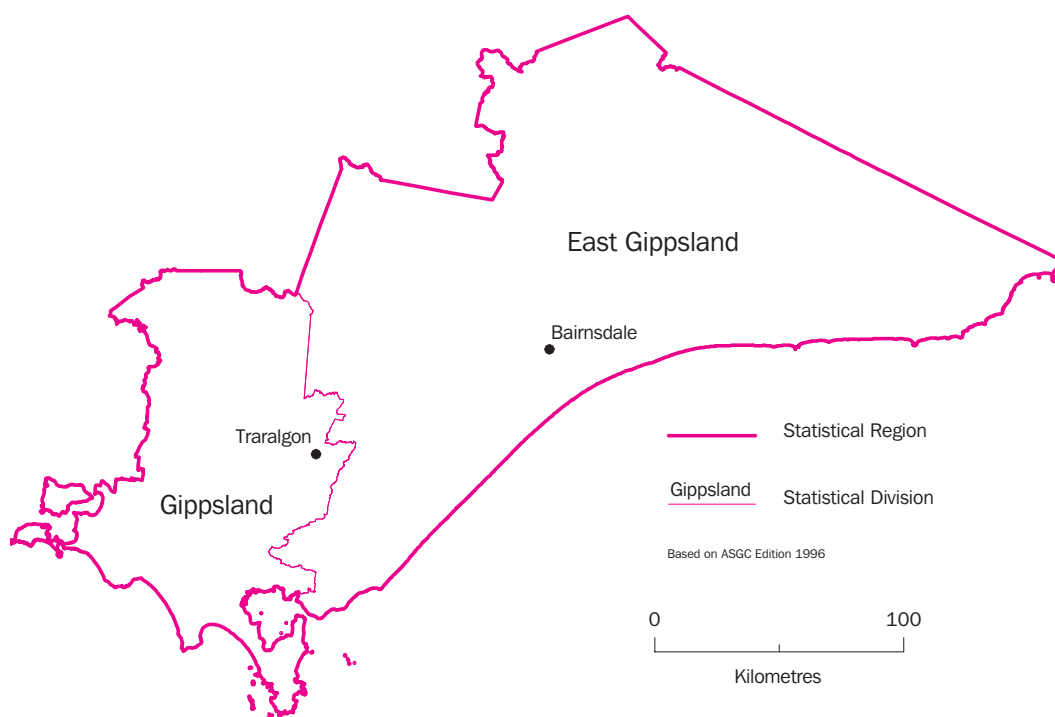 East Gippsland
Bairnsdale
Traralgon
Gippsland
Statistical Region
Gippsland Statistical Division
Based on ASGC Edition 1996
0 100
Kilometres